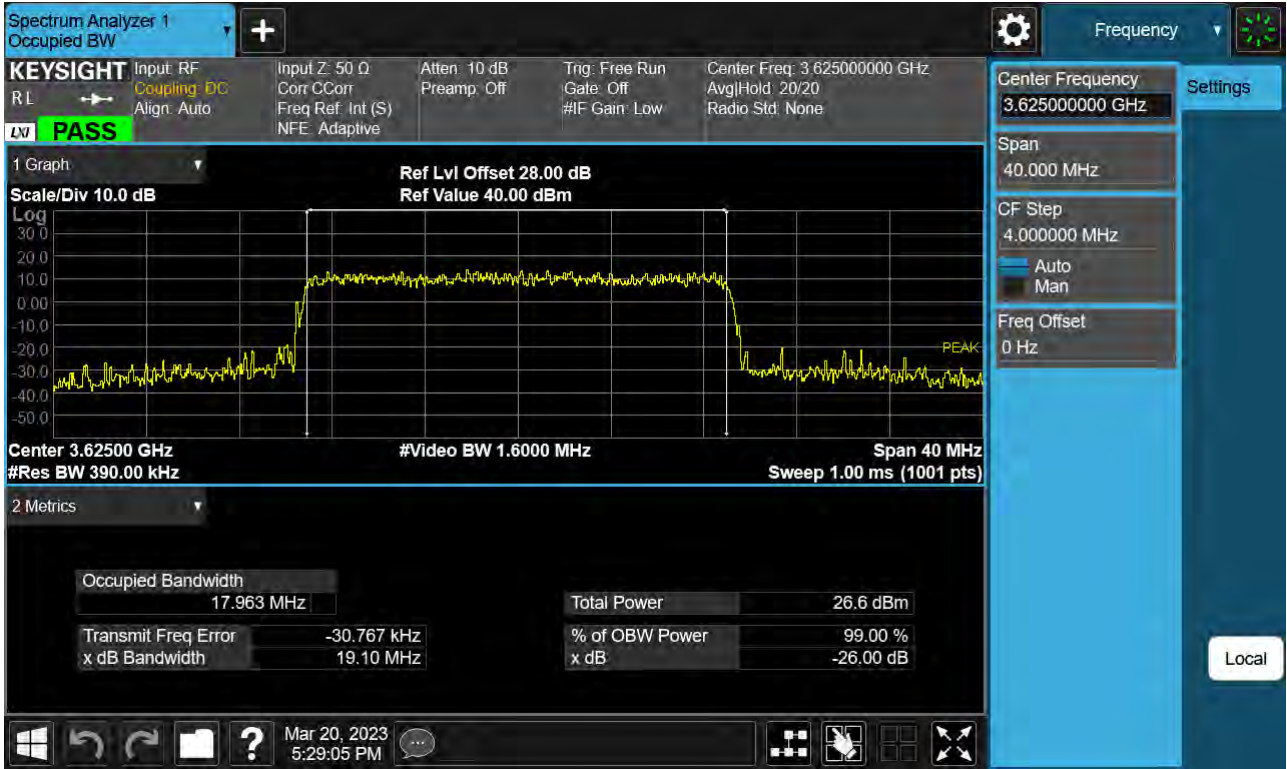 Spectrum Analyzer 1
Occupied BW
Frequency
KEYSIGHT
R L
LXI PASS
Input: RF
Coupling: DC
Align: Auto
Input Z: 50 Ω
Corr CCorr
Freq Ref: Int (S)
NFE: Adaptive
Atten: 10 dB
Preamp: Off
Trig: Free Run
Gate: Off
#IF Gain: Low
Center Freq: 3.625000000 GHz
Avg|Hold: 20/20
Radio Std: None
Center Frequency
3.625000000 GHz
Settings
Span
40.000 MHz
CF Step
4.000000 MHz
Auto
Man
Freq Offset
0 Hz
Local
1 Graph
Scale/Div 10.0 dB
Ref Lvl Offset 28.00 dB
Ref Value 40.00 dBm
Log
30.0
20.0
10.0
0.00
-10.0
-20.0
-30.0
-40.0
-50.0
PEAK
Center 3.62500 GHz
#Video BW 1.6000 MHz
Span 40 MHz
#Res BW 390.00 kHz
Sweep 1.00 ms (1001 pts)
2 Metrics
Occupied Bandwidth
17.963 MHz
Total Power 26.6 dBm
Transmit Freq Error -30.767 kHz
% of OBW Power 99.00 %
x dB Bandwidth 19.10 MHz
x dB -26.00 dB
?
Mar 20, 2023
5:29:05 PM